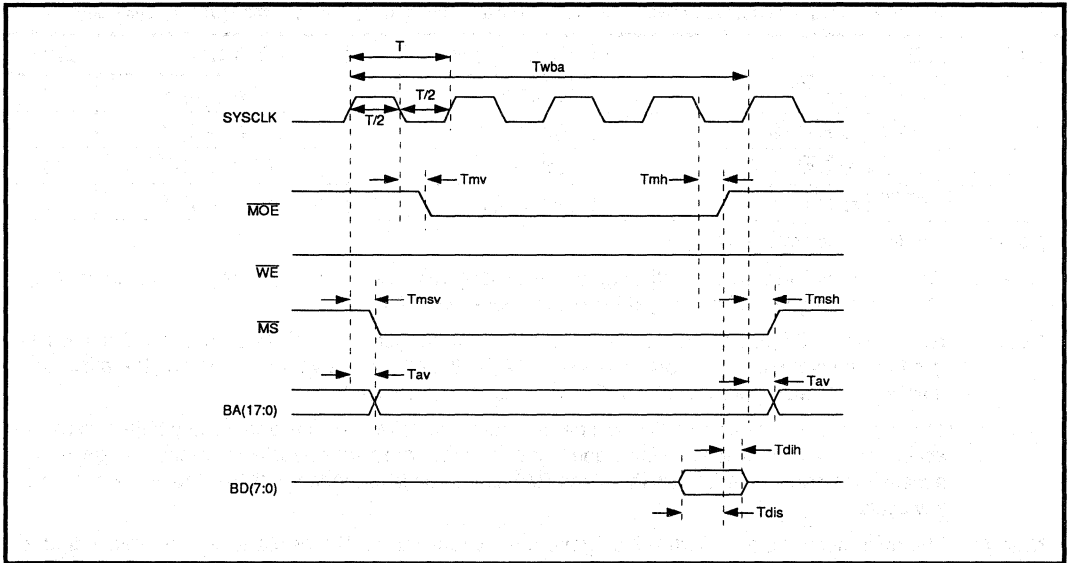 T
Twba
T/2
SYSCLK
T/2
Tmv
Tmh
MOE
WE
Tmsv
Tmsh
MS
Tav
Tav
BA(17:0)
Tdih
BD(7:0)
Tdis